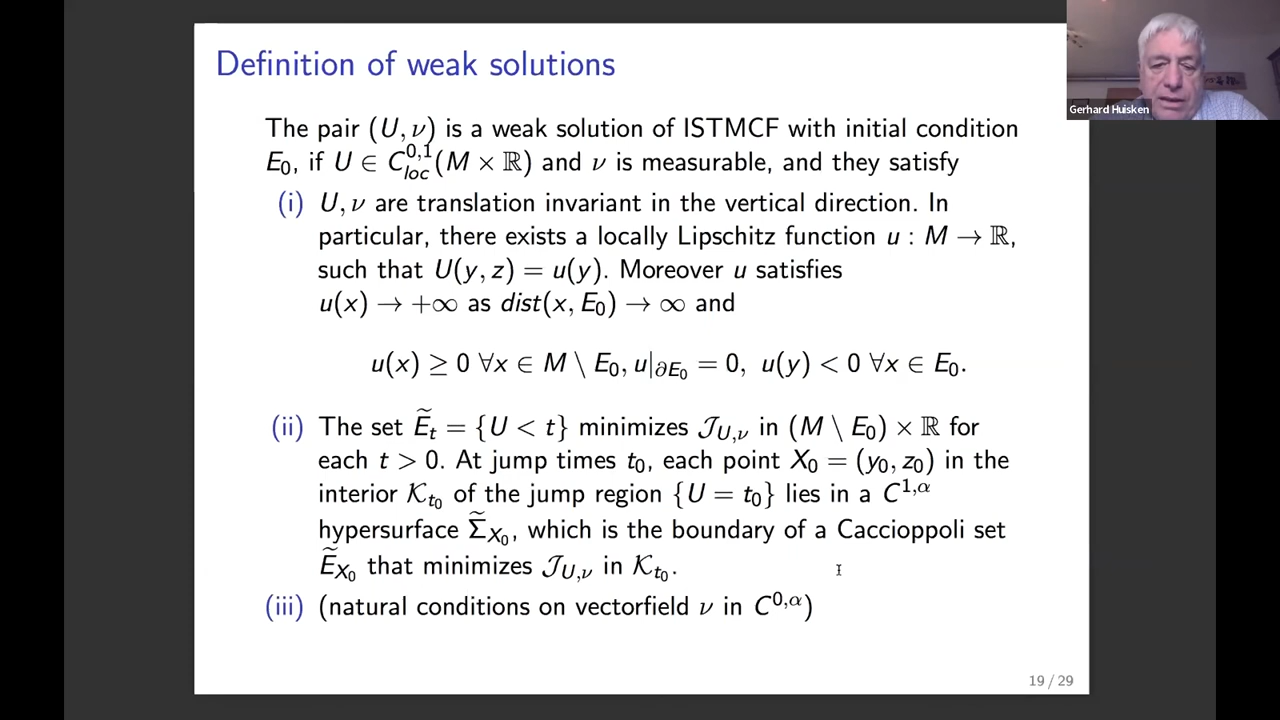 Definition of weak solutions
Gerhard Huisken
The pair (U, ν) is a weak solution of ISTMCF with initial condition
E₀, if U ∈ C^{0,1}_{loc}(M × ℝ) and ν is measurable, and they satisfy
(i) U, ν are translation invariant in the vertical direction. In
particular, there exists a locally Lipschitz function u : M → ℝ,
such that U(y, z) = u(y). Moreover u satisfies
u(x) → +∞ as dist(x, E₀) → ∞ and
u(x) ≥ 0 ∀x ∈ M \ E₀, u|_{∂E₀} = 0, u(y) < 0 ∀x ∈ E₀.
(ii) The set Ẽ_t = {U < t} minimizes 𝒥_{U,ν} in (M \ E₀) × ℝ for
each t > 0. At jump times t₀, each point X₀ = (y₀, z₀) in the
interior 𝒦_{t₀} of the jump region {U = t₀} lies in a C^{1,α}
hypersurface Σ̃_{X₀}, which is the boundary of a Caccioppoli set
Ẽ_{X₀} that minimizes 𝒥_{U,ν} in 𝒦_{t₀}.
(iii) (natural conditions on vectorfield ν in C^{0,α})
19 / 29